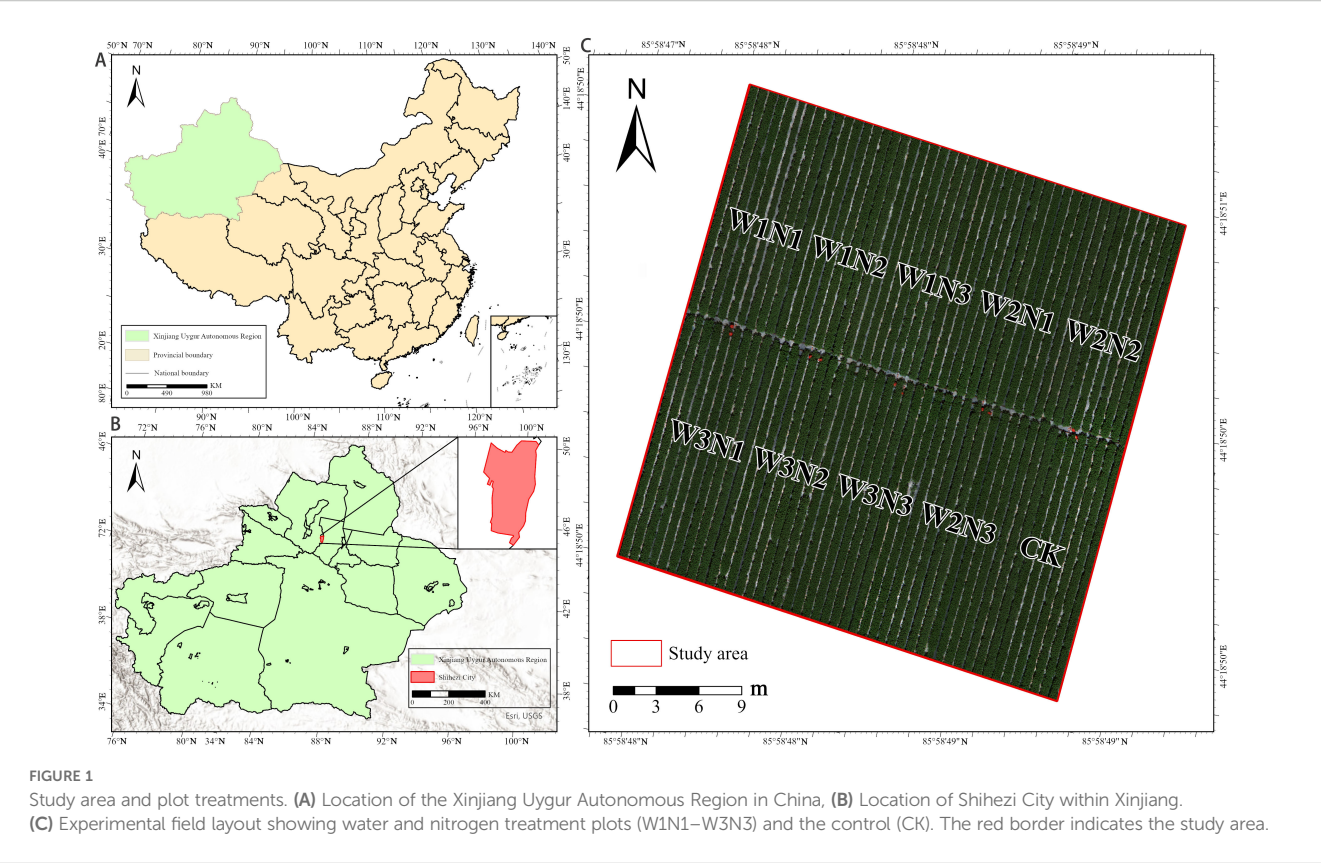 A
50°N 70°N 80°N 90°N 100°N 110°N 120°N 130°N 140°N
N
40°E 70°E
30°E
20°E
80°E
50°E
140°E
40°E
30°E
130°E
Xinjiang Uygur Autonomous Region
Provincial boundary
National boundary
KM
0 490 980
90°N 100°N 110°N 120°N
B
72°N 76°N 80°N 84°N 88°N 92°N 96°N 100°N
N
46°E
72°E
38°E
34°E
50°E
46°E
42°E
38°E
Xinjiang Uygur Autonomous Region
Shihezi City
KM
0 200 400
Esri, USGS
76°N 80°N 34°N 84°N 88°N 92°N 96°N 100°N
C
85°58'47"N 85°58'48"N 85°58'48"N 85°58'49"N
N
44°18'50"E
44°18'50"E
44°18'50"E
44°18'51"E
44°18'50"E
44°18'50"E
W1N1 W1N2 W1N3 W2N1 W2N2
W3N1 W3N2 W3N3 W2N3 CK
Study area
m
0 3 6 9
85°58'48"N 85°58'48"N 85°58'49"N 85°58'49"N
FIGURE 1
Study area and plot treatments. (A) Location of the Xinjiang Uygur Autonomous Region in China, (B) Location of Shihezi City within Xinjiang.
(C) Experimental field layout showing water and nitrogen treatment plots (W1N1–W3N3) and the control (CK). The red border indicates the study area.